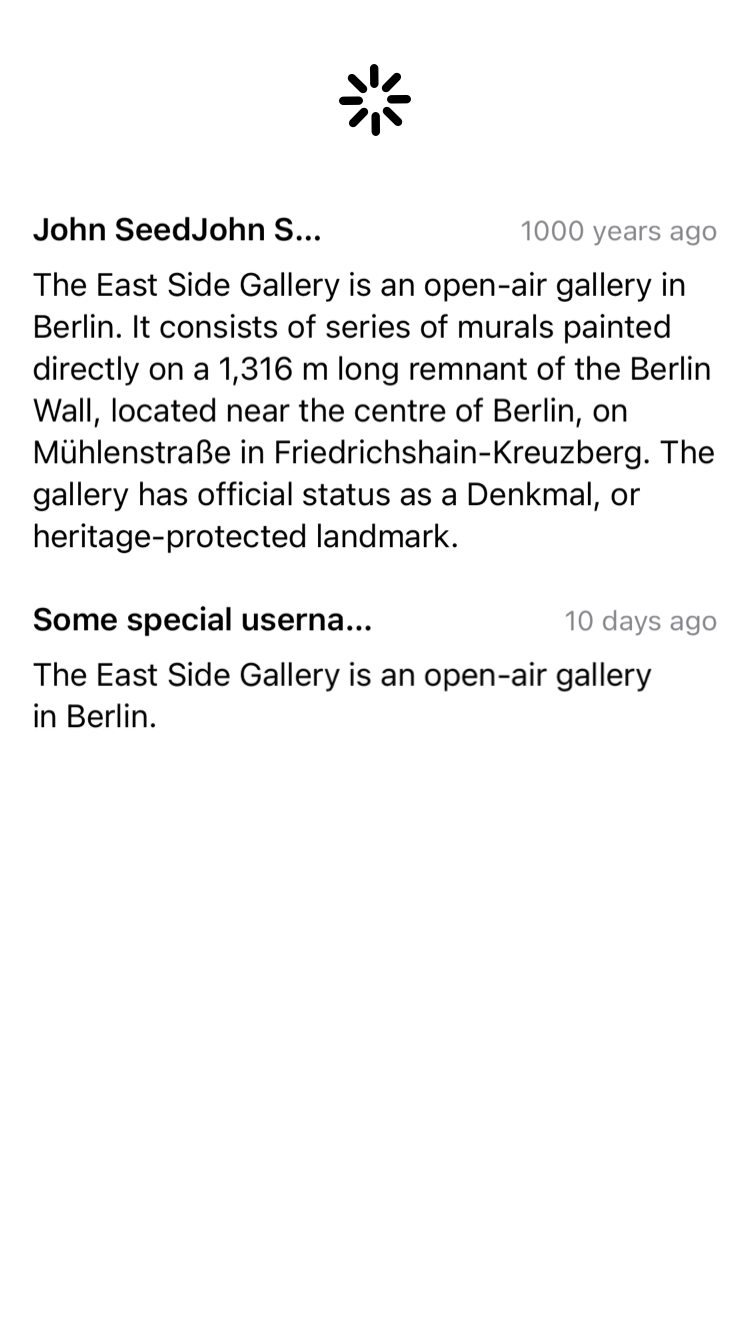 John SeedJohn S...
1000 years ago
The East Side Gallery is an open-air gallery in
Berlin. It consists of series of murals painted
directly on a 1,316 m long remnant of the Berlin
Wall, located near the centre of Berlin, on
Mühlenstraße in Friedrichshain-Kreuzberg. The
gallery has official status as a Denkmal, or
heritage-protected landmark.
Some special userna...
10 days ago
The East Side Gallery is an open-air gallery
in Berlin.